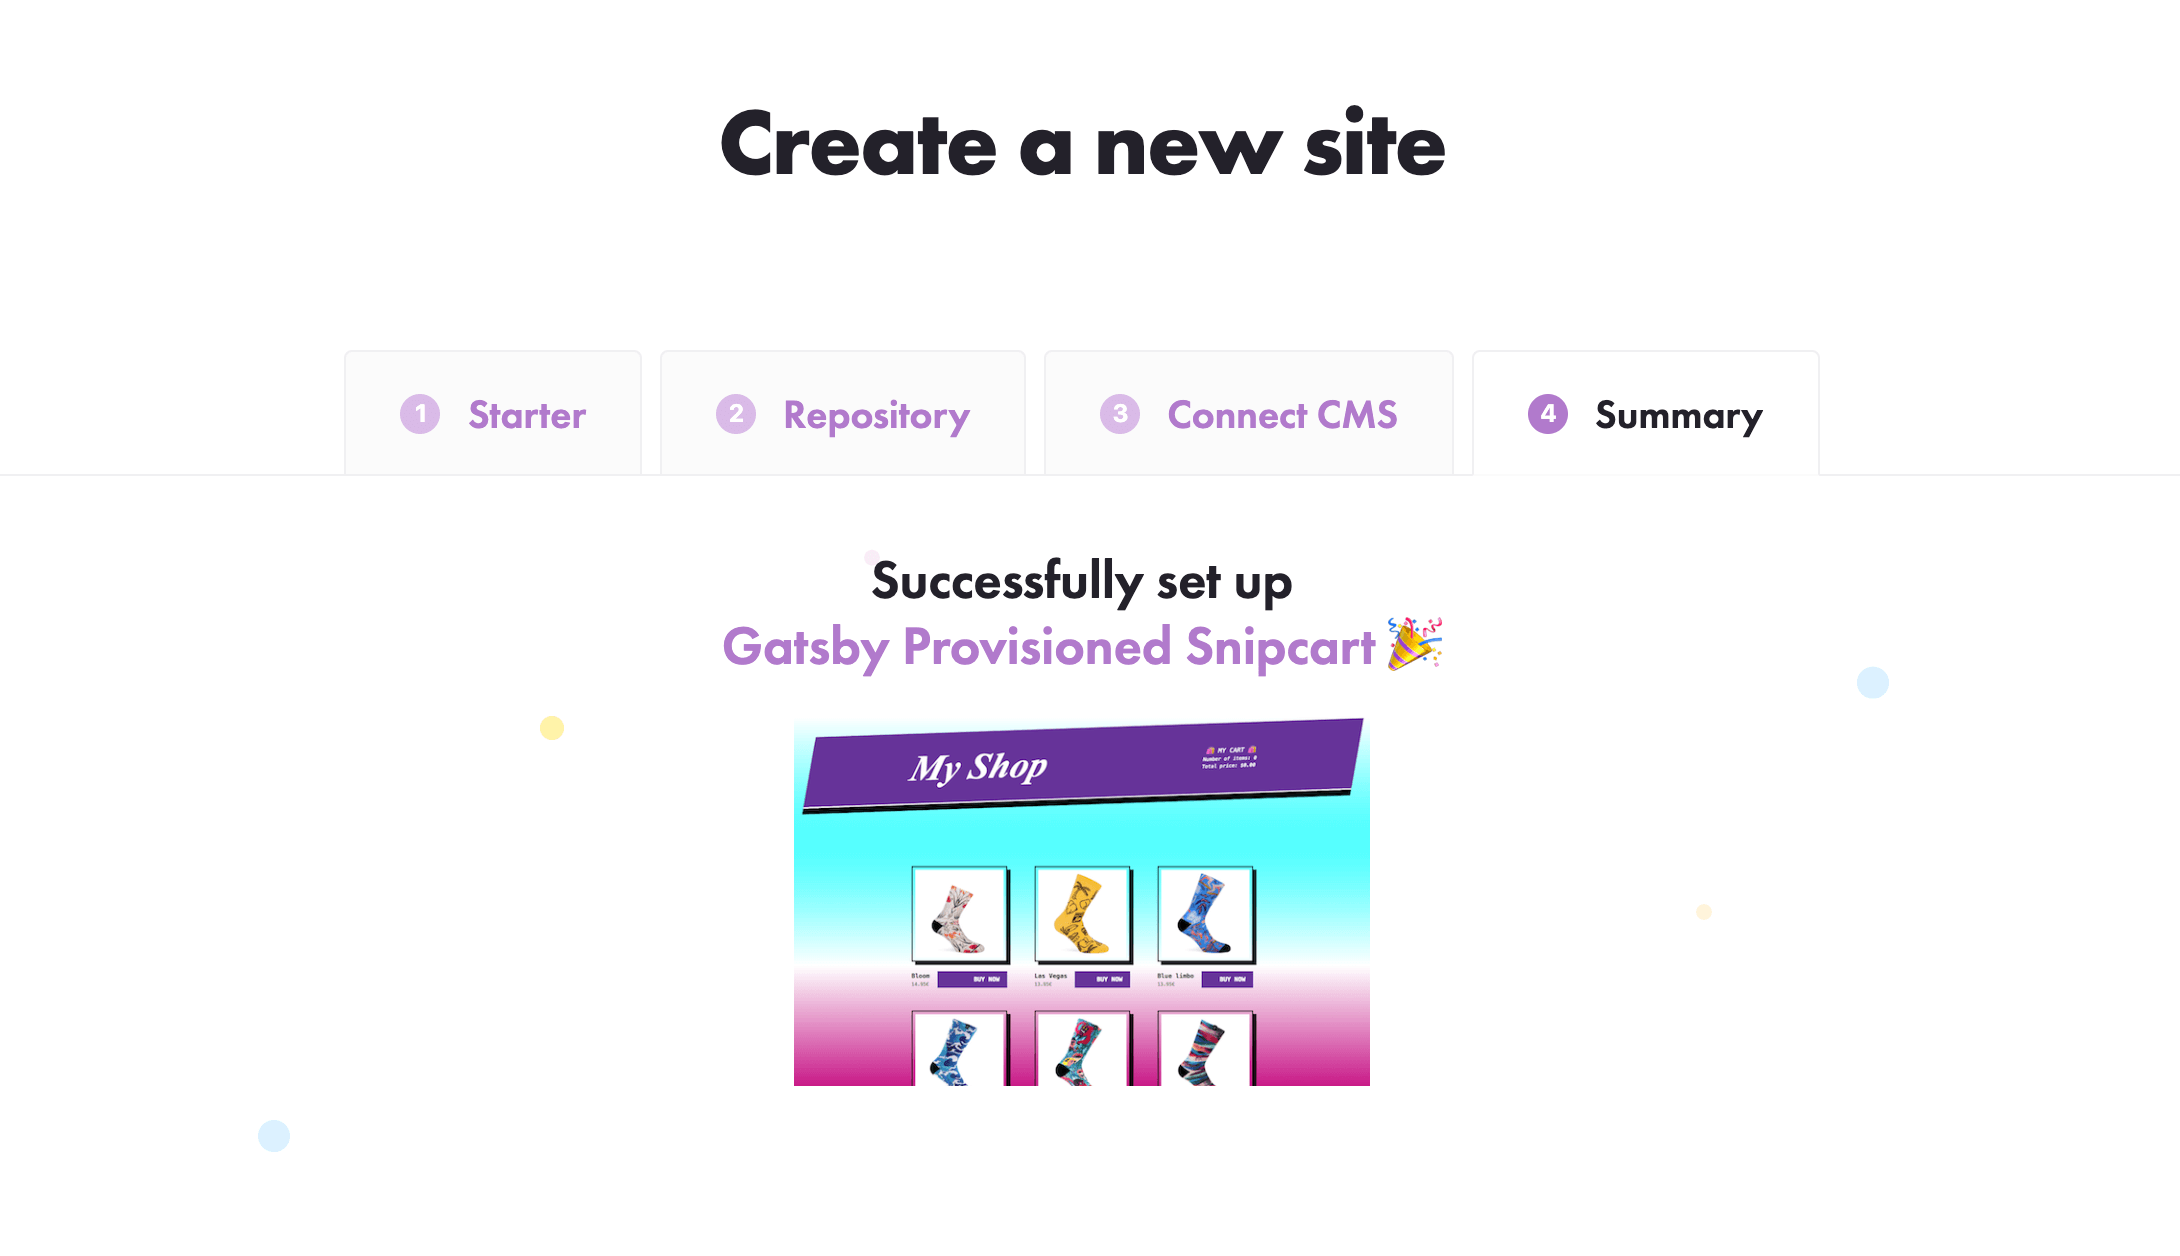 Create a new site
1 Starter
2 Repository
3 Connect CMS
4 Summary
Successfully set up
Gatsby Provisioned Snipcart 🎉
My Shop
MY CART
Number of items: 0
Total price: $0.00
Bloom
BUY NOW
Las Vegas
BUY NOW
Blue limbo
BUY NOW